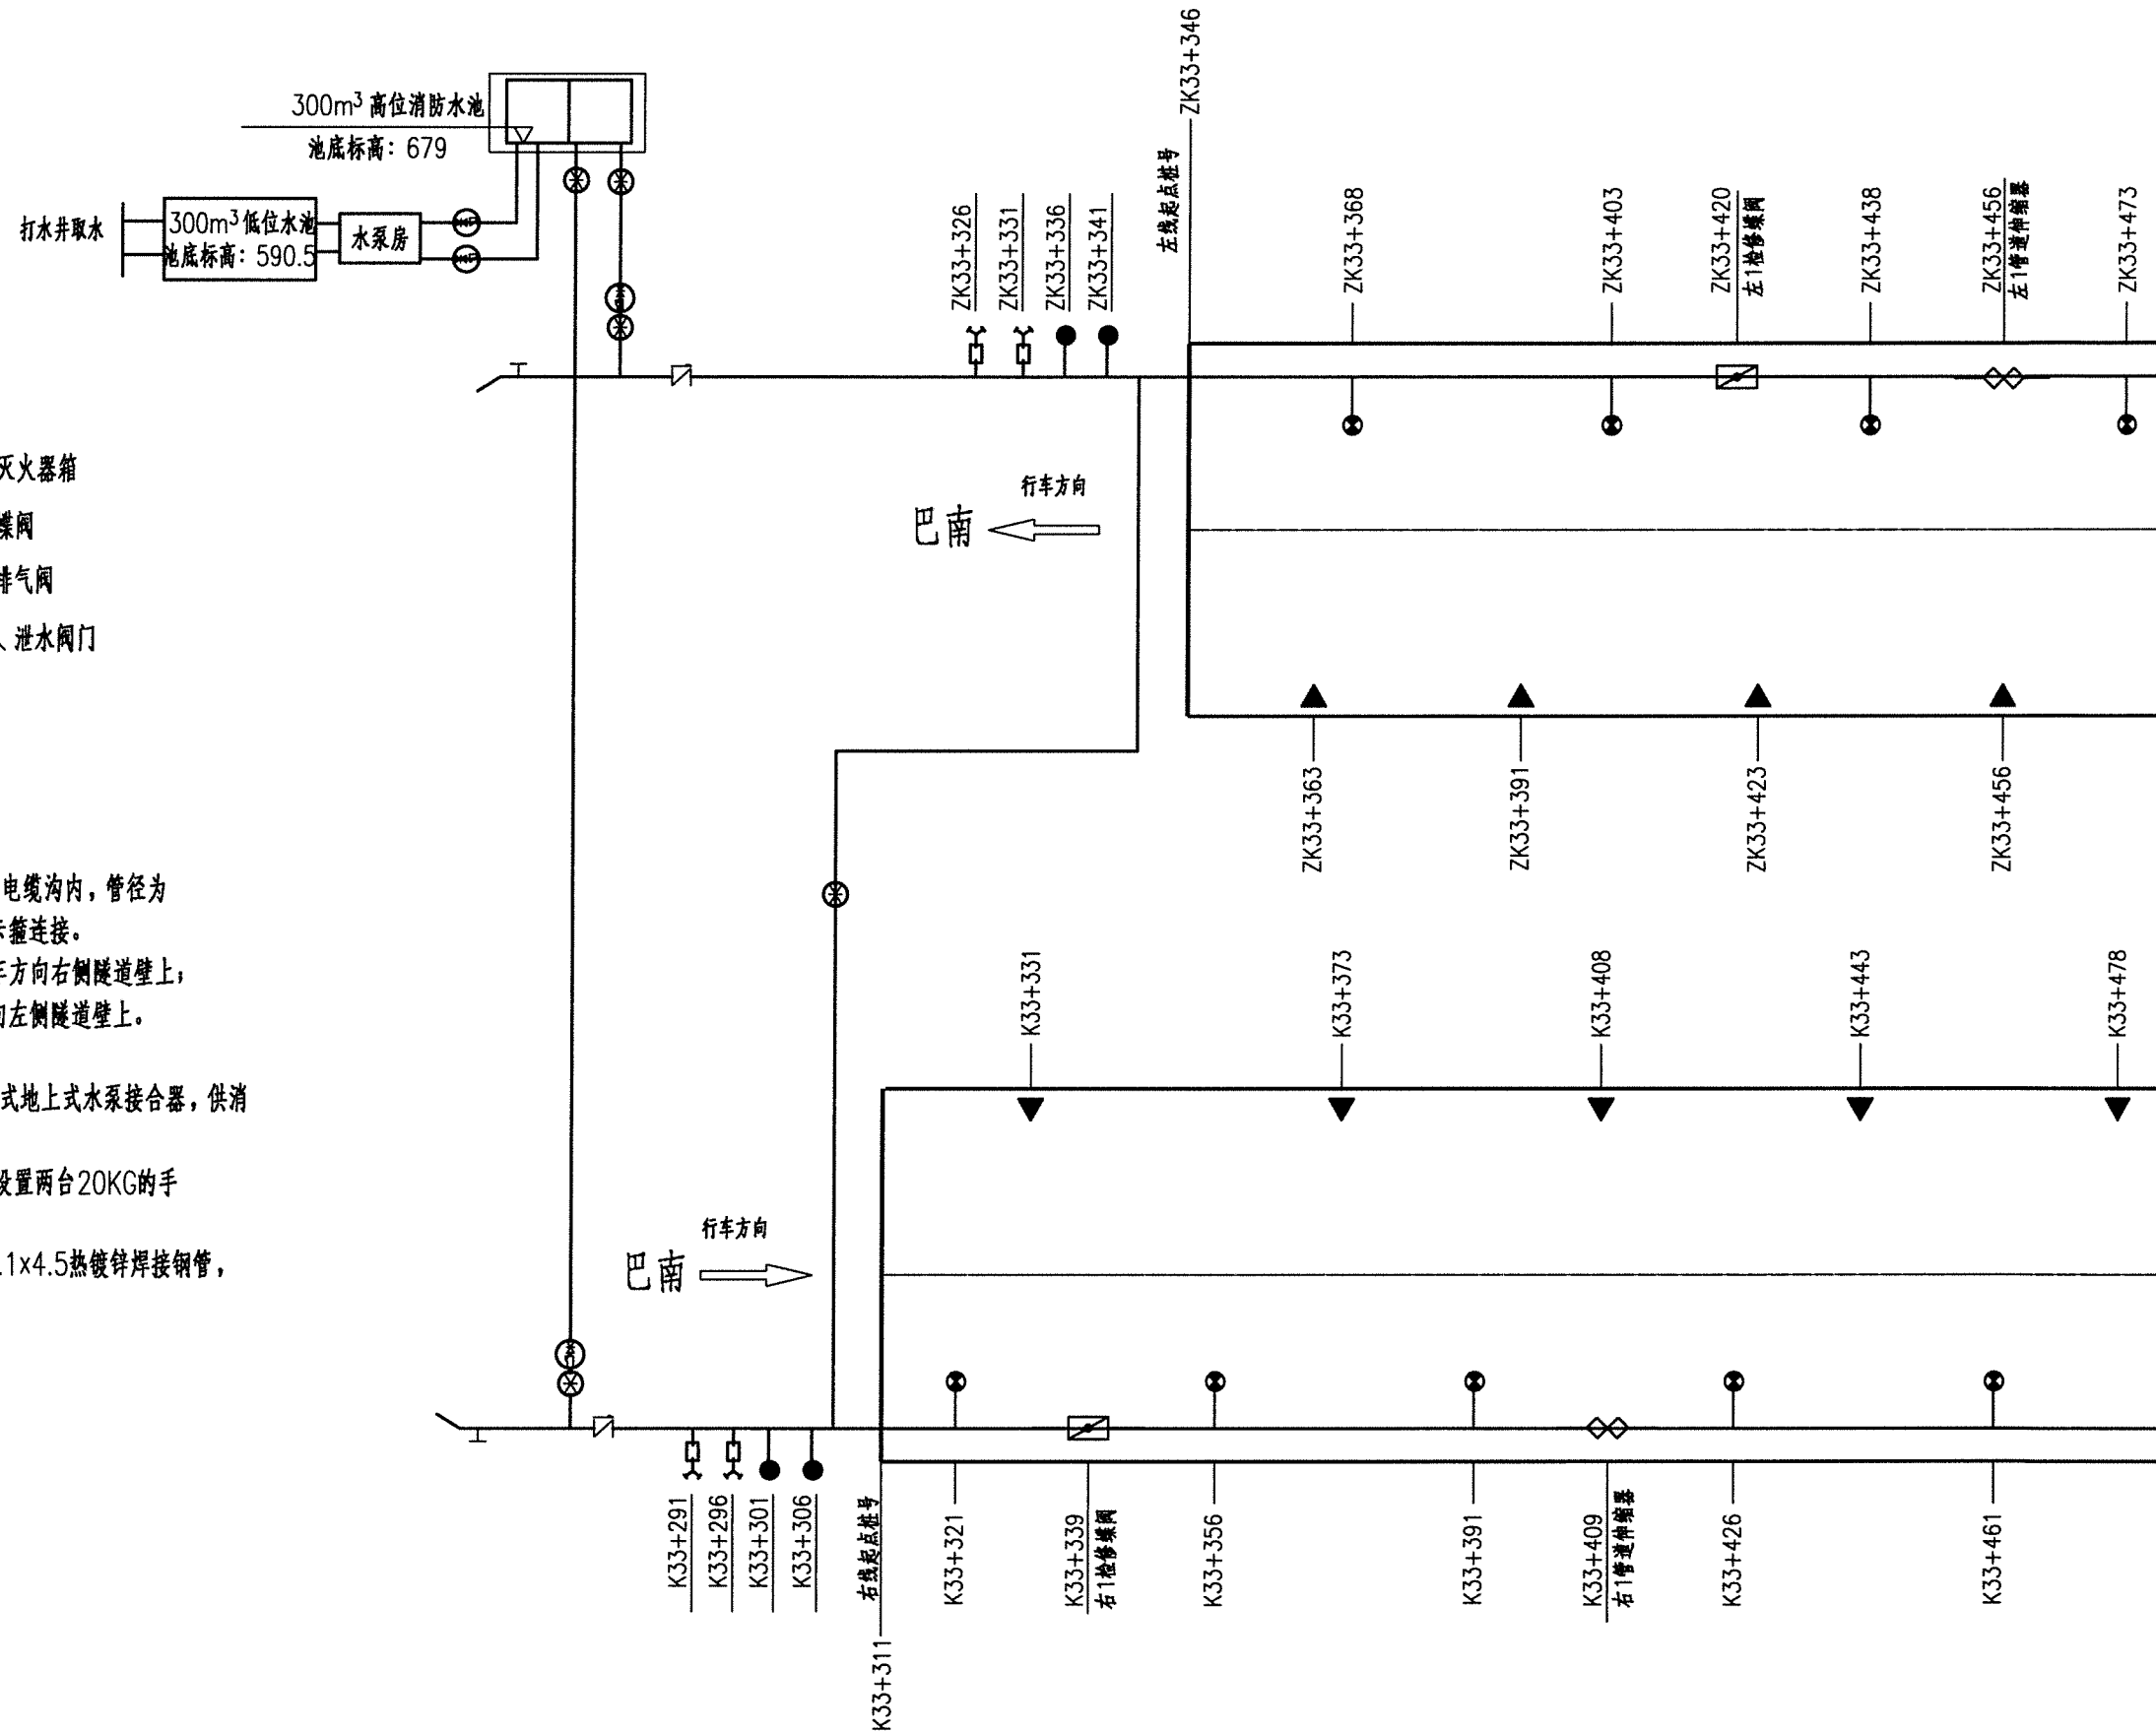 300m³ 高位消防水池
池底标高：679
打水井取水
300m³ 低位水池
池底标高：590.5
水泵房
ZK33+326
ZK33+331
ZK33+336
ZK33+341
左线起点桩号
ZK33+346
ZK33+368
ZK33+403
ZK33+420
左1检修蝶阀
ZK33+438
ZK33+456
左1管道伸缩器
ZK33+473
灭火器箱
蝶阀
排气阀
、泄水阀门
行车方向
巴南
ZK33+363
ZK33+391
ZK33+423
ZK33+456
电缆沟内，管径为
箍连接。
方向右侧隧道壁上；
左侧隧道壁上。
式地上式水泵接合器，供消
设置两台20KG的手
.1×4.5热镀锌焊接钢管，
K33+331
K33+373
K33+408
K33+443
K33+478
行车方向
巴南
K33+291
K33+296
K33+301
K33+306
右线起点桩号
K33+311
K33+321
K33+339
右1检修蝶阀
K33+356
K33+391
K33+409
右1管道伸缩器
K33+426
K33+461